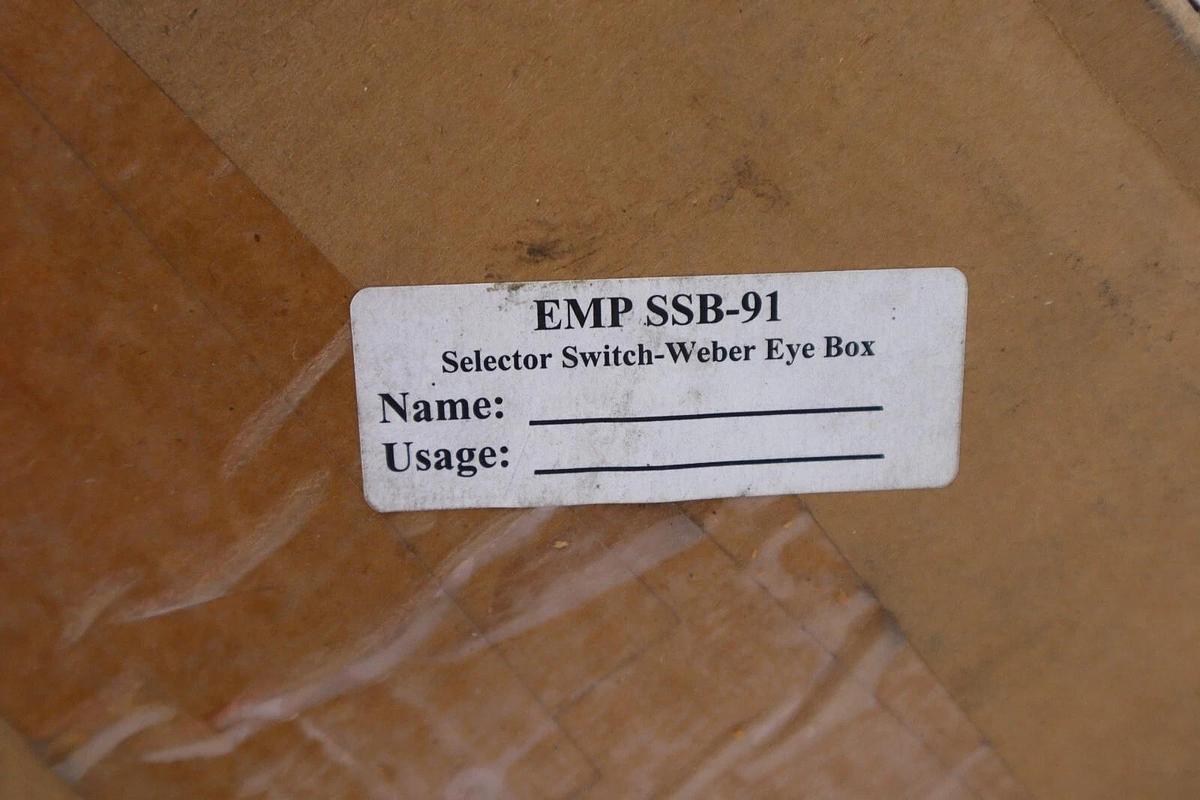 EMP SSB-91
Selector Switch-Weber Eye Box
Name:
Usage: